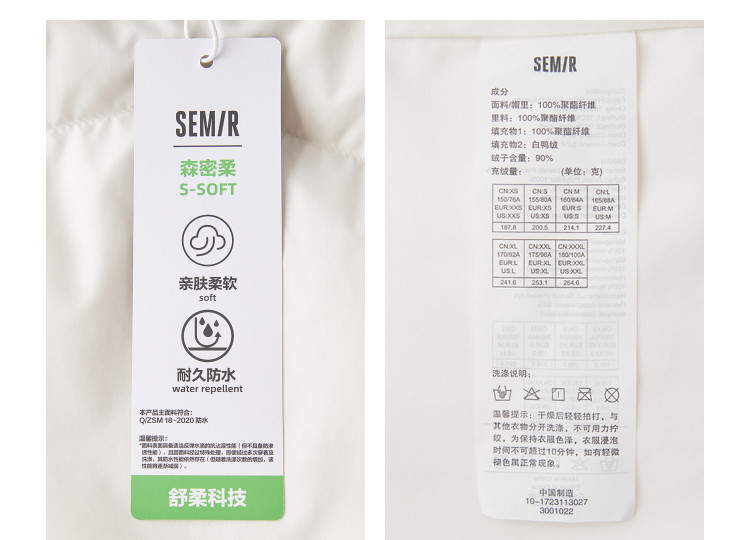 SEMIR
森密柔
S-SOFT
亲肤柔软
soft
耐久防水
water repellent
本产品主面料符合:
Q/ZSM 18-2020 防水
温馨提示:
舒柔科技
SEMIR
成分
面料/帽里: 100%聚酯纤维
里料: 100%聚酯纤维
填充物1: 100%聚酯纤维
填充物2: 白鸭绒
绒子含量: 90%
充绒量: (单位: 克)
CN:XS CN:S CN:M CN:L
150/76A 155/80A 160/84A 165/88A
EUR:XXS EUR:XS EUR:S EUR:M
US:XXS US:XS US:S US:M
187.8 200.5 214.1 227.4
CN:XL CN:XXL CN:XXXL
170/92A 175/96A 180/100A
EUR:L EUR:XL EUR:XXL
US:L US:XL US:XXL
241.6 253.1 264.6
洗涤说明:
温馨提示: 干燥后轻轻拍打, 与
其他衣物分开洗涤, 不可用力拧
绞, 为保持衣服色泽, 衣服浸泡
时间不可超过10分钟, 如有轻微
褪色属正常现象。
中国制造
10-1723113027
3001022